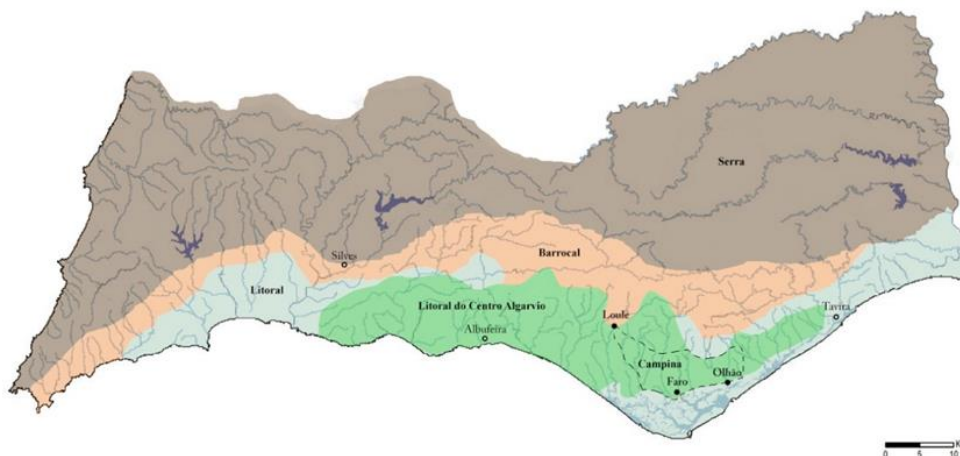 Serra
Barrocal
Silves
Litoral
Litoral do Centro Algarvio
Tavira
Loulé
Albufeira
Campina
Olhão
Faro
0 5 10